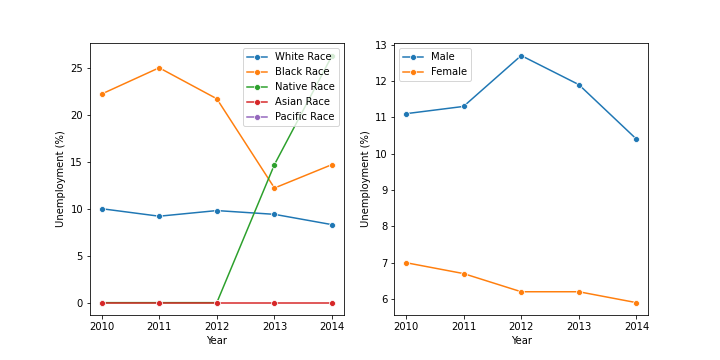 White Race
Black Race
Native Race
Asian Race
Pacific Race
Unemployment (%)
25
20
15
10
5
0
2010 2011 2012 2013 2014
Year
Male
Female
Unemployment (%)
13
12
11
10
9
8
7
6
2010 2011 2012 2013 2014
Year